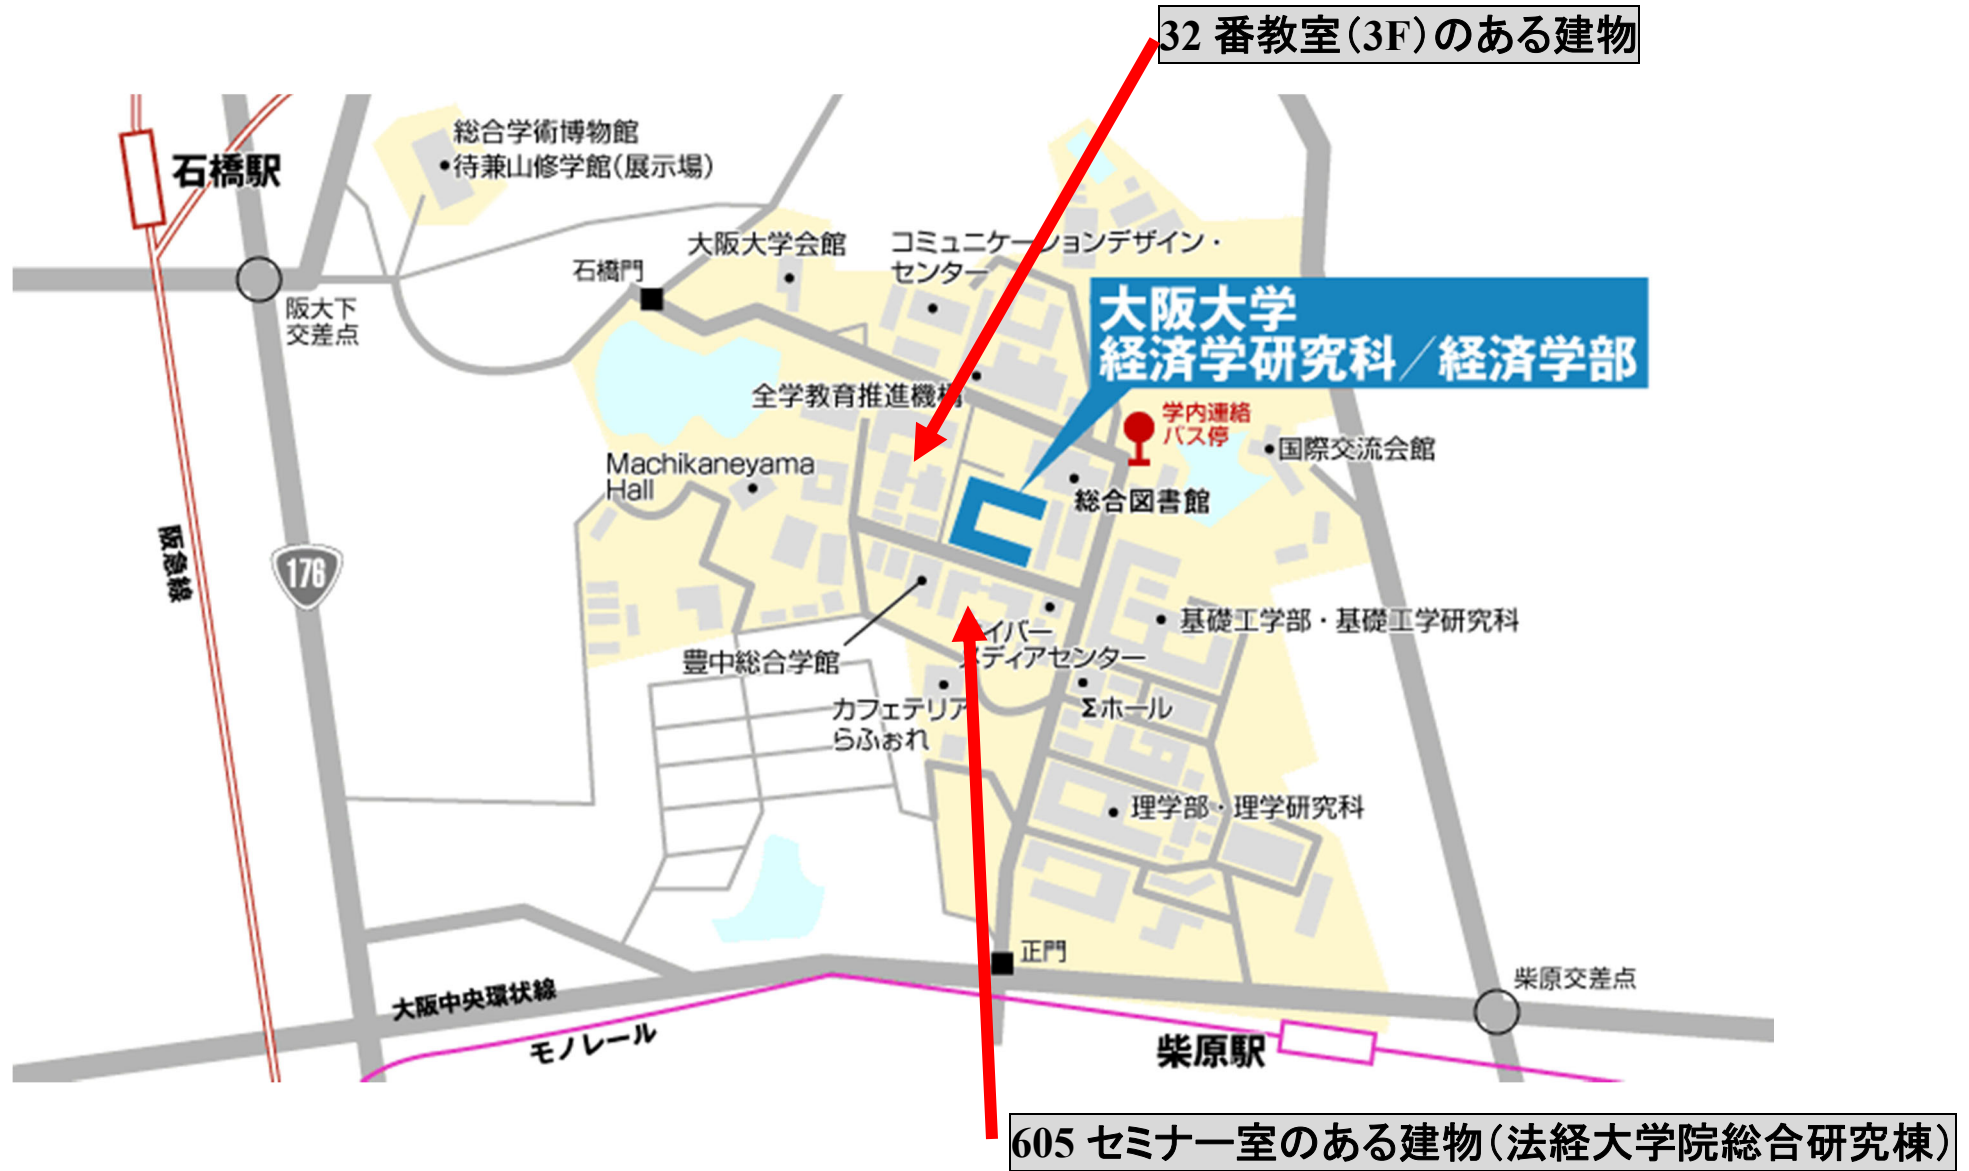 32 番教室（3F）のある建物
総合学術博物館
待兼山修学館（展示場）
石橋駅
大阪大学会館
コミュニケーションデザイン・
センター
石橋門
阪大下
交差点
大阪大学
経済学研究科／経済学部
全学教育推進機構
学内連絡
バス停
国際交流会館
Machikaneyama
Hall
総合図書館
阪急線
176
基礎工学部・基礎工学研究科
イバー
メディアセンター
豊中総合学館
カフェテリア
らふぉれ
Σホール
理学部・理学研究科
正門
柴原交差点
大阪中央環状線
モノレール
柴原駅
605 セミナー室のある建物（法経大学院総合研究棟）